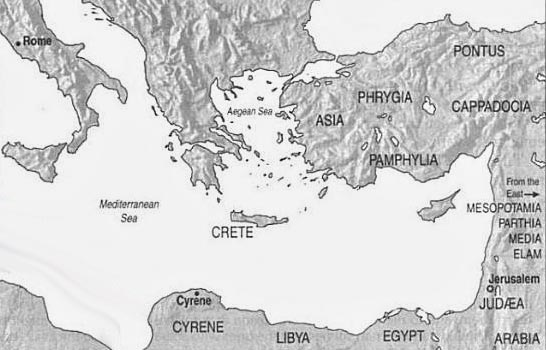 Rome
PONTUS
PHRYGIA
CAPPADOCIA
Aegean Sea
ASIA
PAMPHYLIA
From the
East
Mediterranean
Sea
MESOPOTAMIA
PARTHIA
CRETE
MEDIA
ELAM
Jerusalem
Cyrene
JUDÆA
CYRENE
LIBYA
EGYPT
ARABIA